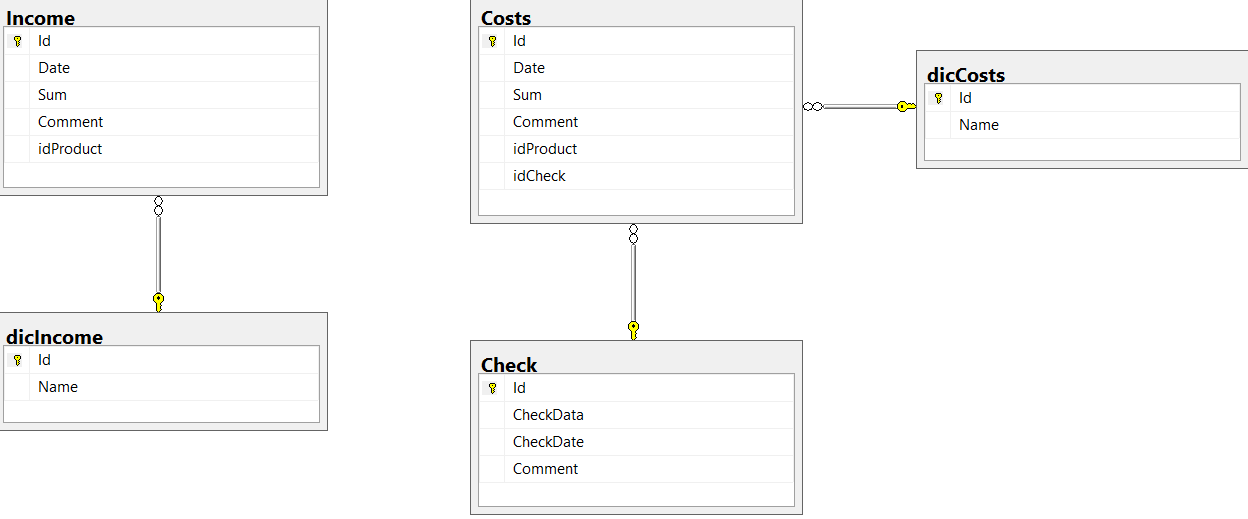 Income
Id
Date
Sum
Comment
idProduct
Costs
Id
Date
Sum
Comment
idProduct
idCheck
dicCosts
Id
Name
dicIncome
Id
Name
Check
Id
CheckData
CheckDate
Comment